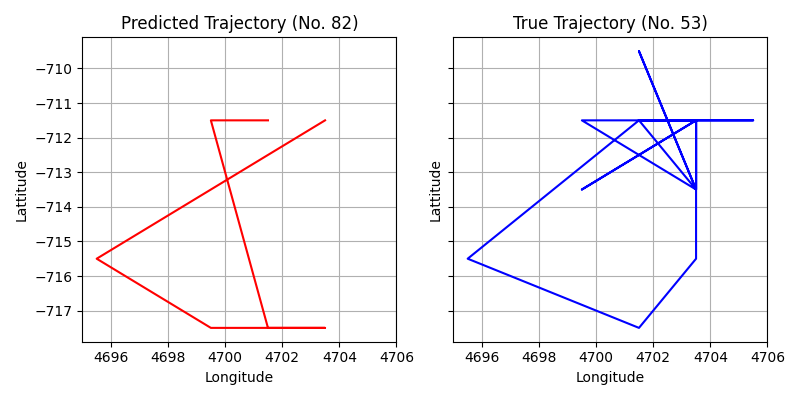 Predicted Trajectory (No. 82)
−710
−711
−712
−713
−714
−715
−716
−717
Lattitude
4696 4698 4700 4702 4704 4706
Longitude
True Trajectory (No. 53)
Lattitude
4696 4698 4700 4702 4704 4706
Longitude